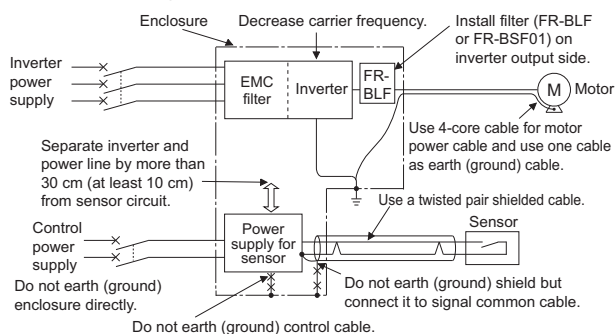 Enclosure
Decrease carrier frequency.
Install filter (FR-BLF
or FR-BSF01) on
inverter output side.
Inverter
power
supply
EMC
filter
Inverter
FR-
BLF
M
Motor
Use 4-core cable for motor
power cable and use one cable
as earth (ground) cable.
Separate inverter and
power line by more than
30 cm (at least 10 cm)
from sensor circuit.
Use a twisted pair shielded cable.
Control
power
supply
Power
supply for
sensor
Sensor
Do not earth (ground)
enclosure directly.
Do not earth (ground) shield but
connect it to signal common cable.
Do not earth (ground) control cable.